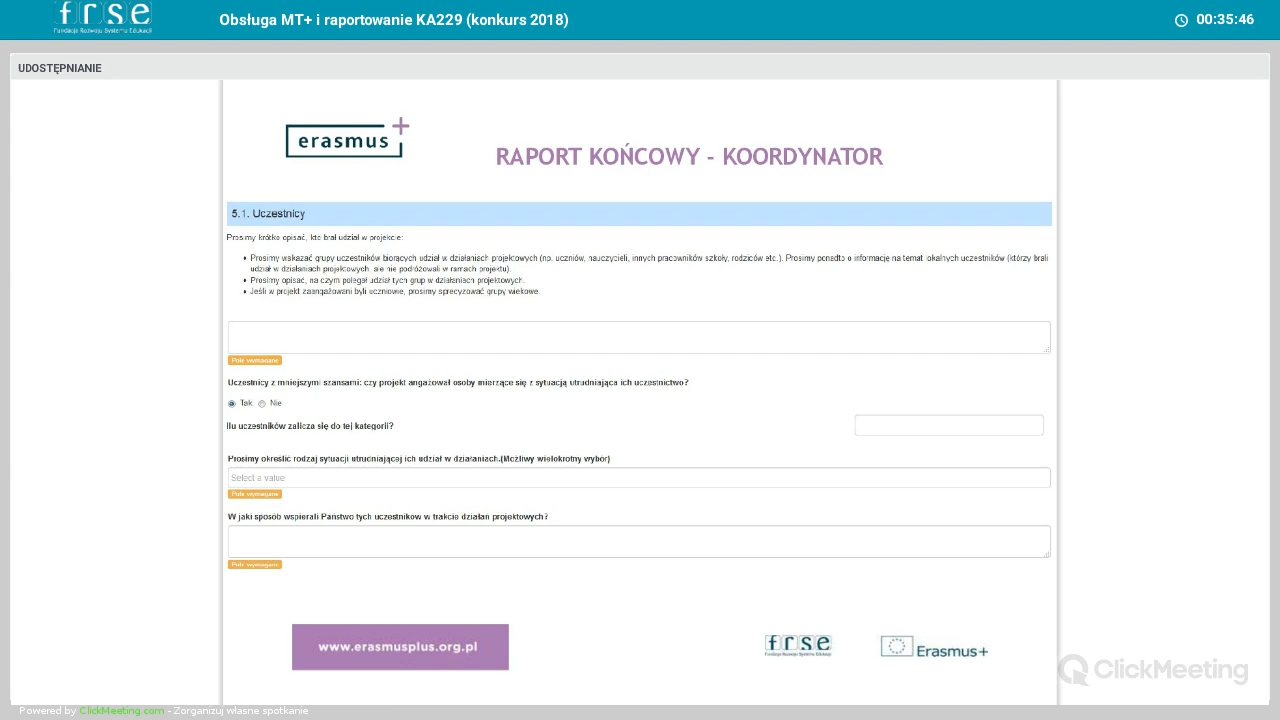 frse
Fundacja Rozwoju Systemu Edukacji
Obsługa MT+ i raportowanie KA229 (konkurs 2018)
00:35:46
UDOSTĘPNIANIE
erasmus+
RAPORT KOŃCOWY - KOORDYNATOR
5.1. Uczestnicy
Prosimy krótko opisać, kto brał udział w projekcie:
• Prosimy wskazać grupy uczestników biorących udział w działaniach projektowych (np. uczniów, nauczycieli, innych pracowników szkoły, rodziców etc.). Prosimy ponadto o informację na temat lokalnych uczestników (którzy brali
udział w działaniach projektowych, ale nie podróżowali w ramach projektu).
• Prosimy opisać, na czym polegał udział tych grup w działaniach projektowych.
• Jeśli w projekt zaangażowani byli uczniowie, prosimy sprecyzować grupy wiekowe.
Pole wymagane
Uczestnicy z mniejszymi szansami: czy projekt angażował osoby mierzące się z sytuacją utrudniająca ich uczestnictwo?
Tak Nie
Ilu uczestników zalicza się do tej kategorii?
Prosimy określić rodzaj sytuacji utrudniającej ich udział w działaniach.(Możliwy wielokrotny wybór)
Select a value
Pole wymagane
W jaki sposób wspierali Państwo tych uczestników w trakcie działań projektowych?
Pole wymagane
www.erasmusplus.org.pl
frse
Fundacja Rozwoju Systemu Edukacji
Erasmus+
ClickMeeting
Powered by ClickMeeting.com - Zorganizuj własne spotkanie